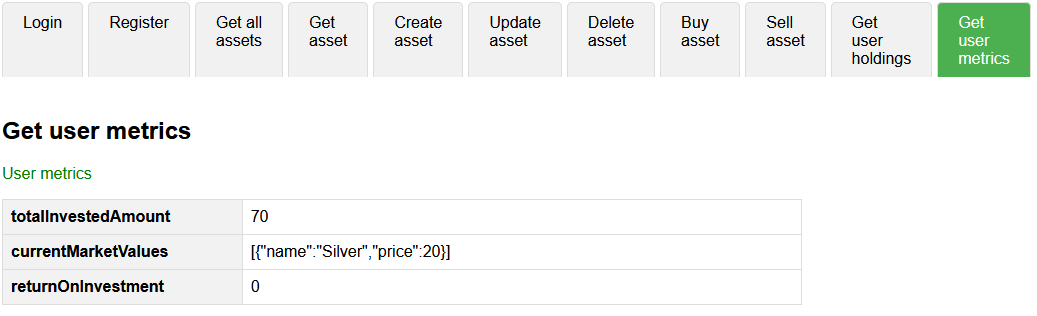 Login
Register
Get all
assets
Get
asset
Create
asset
Update
asset
Delete
asset
Buy
asset
Sell
asset
Get
user
holdings
Get
user
metrics
Get user metrics
User metrics
totalInvestedAmount 70
currentMarketValues [{"name":"Silver","price":20}]
returnOnInvestment 0